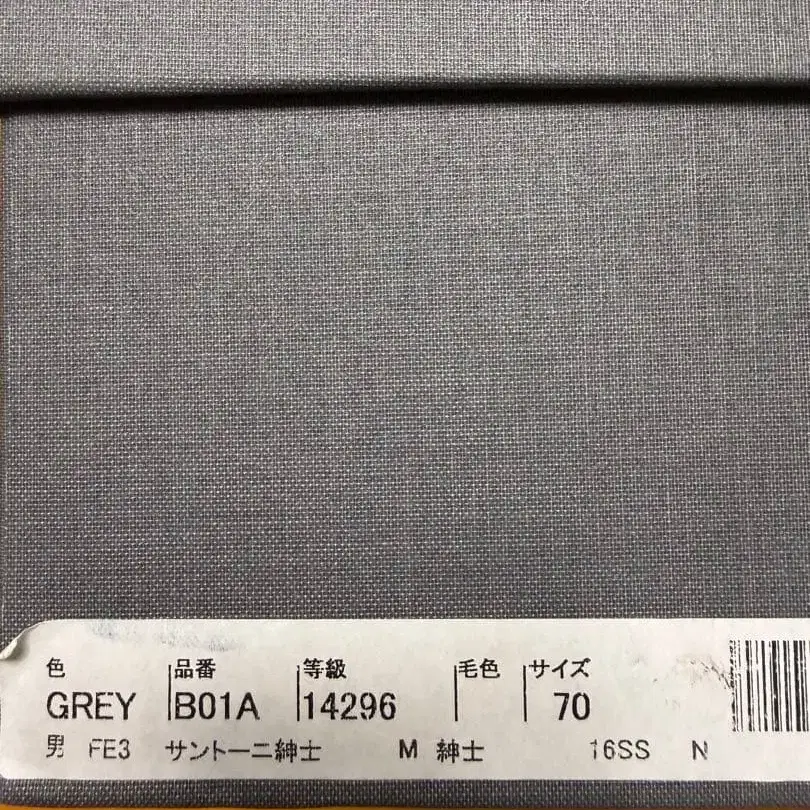 色 品番 等級 毛色 サイズ
GREY B01A 14296 70
男 FE3 サントーニ紳士 M 紳士 16SS N